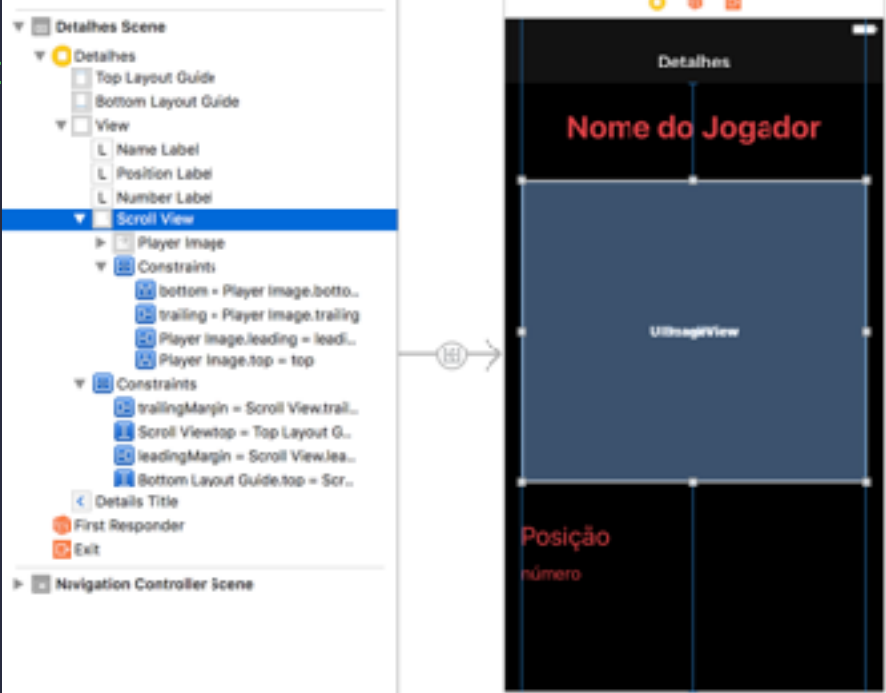 Detalhes Scene
Detalhes
Top Layout Guide
Bottom Layout Guide
View
L Name Label
L Position Label
L Number Label
Scroll View
Player Image
Constraints
bottom = Player Image.botto...
trailing = Player Image.trailing
Player Image.leading = leadi...
Player Image.top = top
Constraints
trailingMargin = Scroll View.trail...
Scroll View.top = Top Layout G...
leadingMargin = Scroll View.lea...
Bottom Layout Guide.top = Scr...
Details Title
First Responder
Exit
Navigation Controller Scene
Detalhes
Nome do Jogador
UIImageView
Posição
número